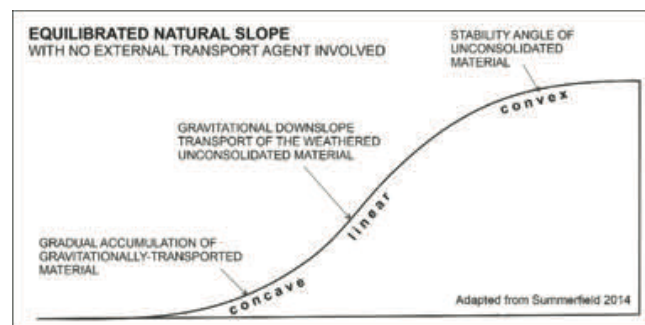 EQUILIBRATED NATURAL SLOPE
WITH NO EXTERNAL TRANSPORT AGENT INVOLVED
STABILITY ANGLE OF
UNCONSOLIDATED
MATERIAL
convex
GRAVITATIONAL DOWNSLOPE
TRANSPORT OF THE WEATHERED
UNCONSOLIDATED MATERIAL
linear
GRADUAL ACCUMULATION OF
GRAVITATIONALLY-TRANSPORTED
MATERIAL
concave
Adapted from Summerfield 2014